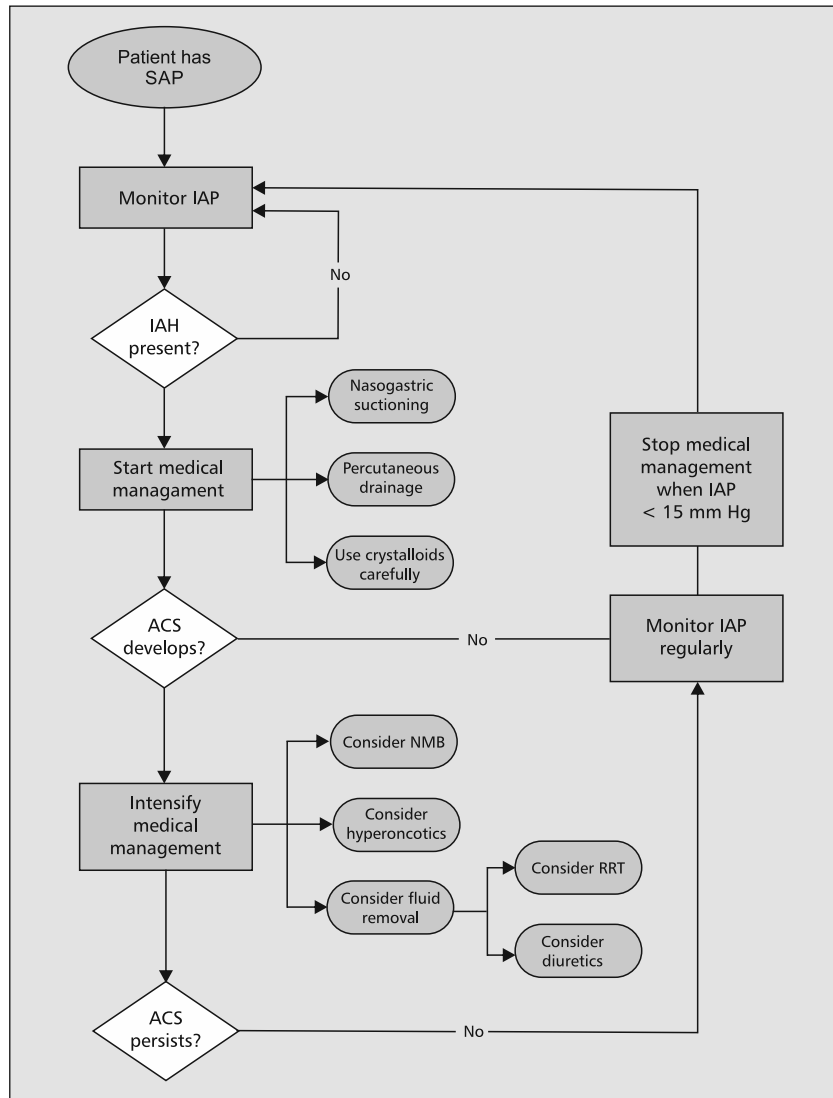 Patient has
SAP
Monitor IAP
No
IAH
present?
Nasogastric
suctioning
Start medical
managament
Percutaneous
drainage
Use crystalloids
carefully
Stop medical
management
when IAP
< 15 mm Hg
ACS
develops?
No
Monitor IAP
regularly
Consider NMB
Intensify
medical
management
Consider
hyperoncotics
Consider fluid
removal
Consider RRT
Consider
diuretics
ACS
persists?
No